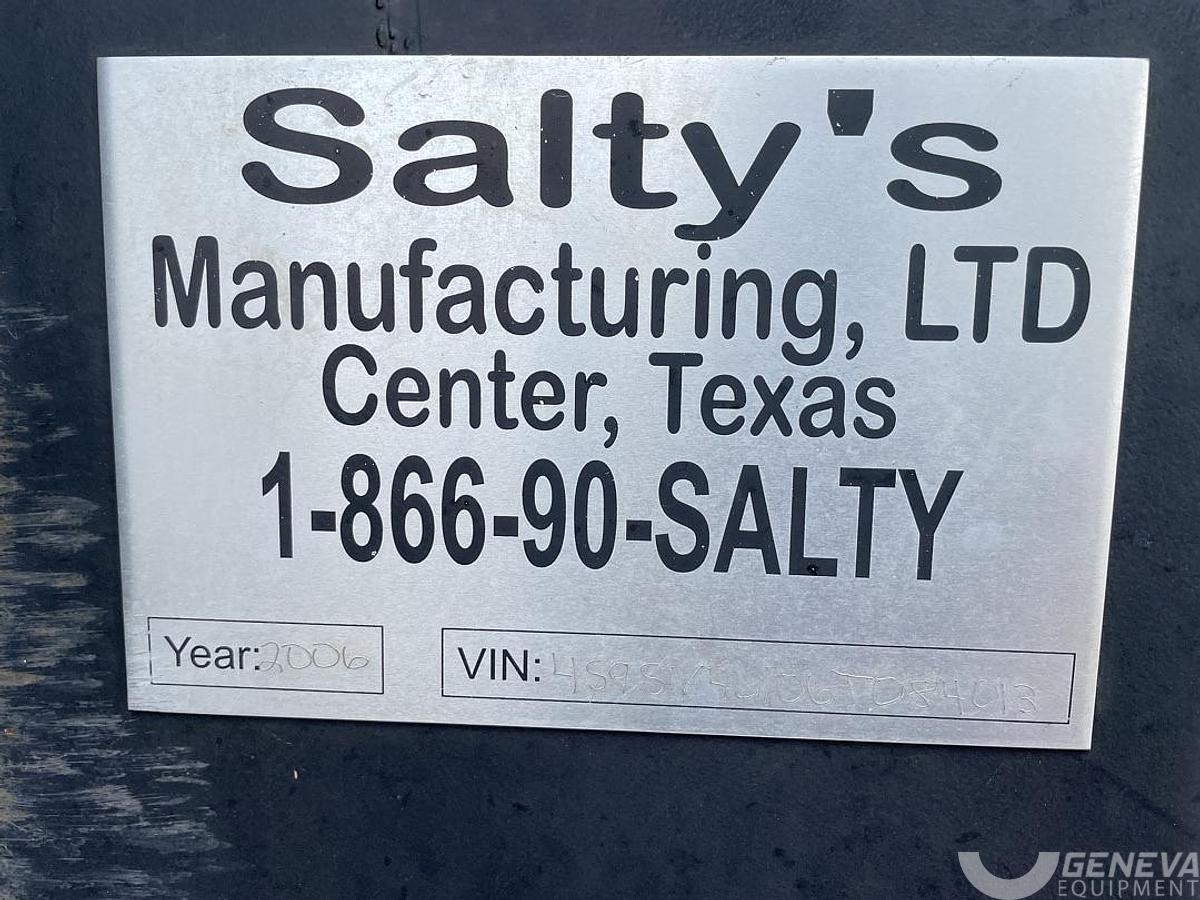 Salty's
Manufacturing, LTD
Center, Texas
1-866-90-SALTY
Year: 2006
VIN:
GENEVA
EQUIPMENT